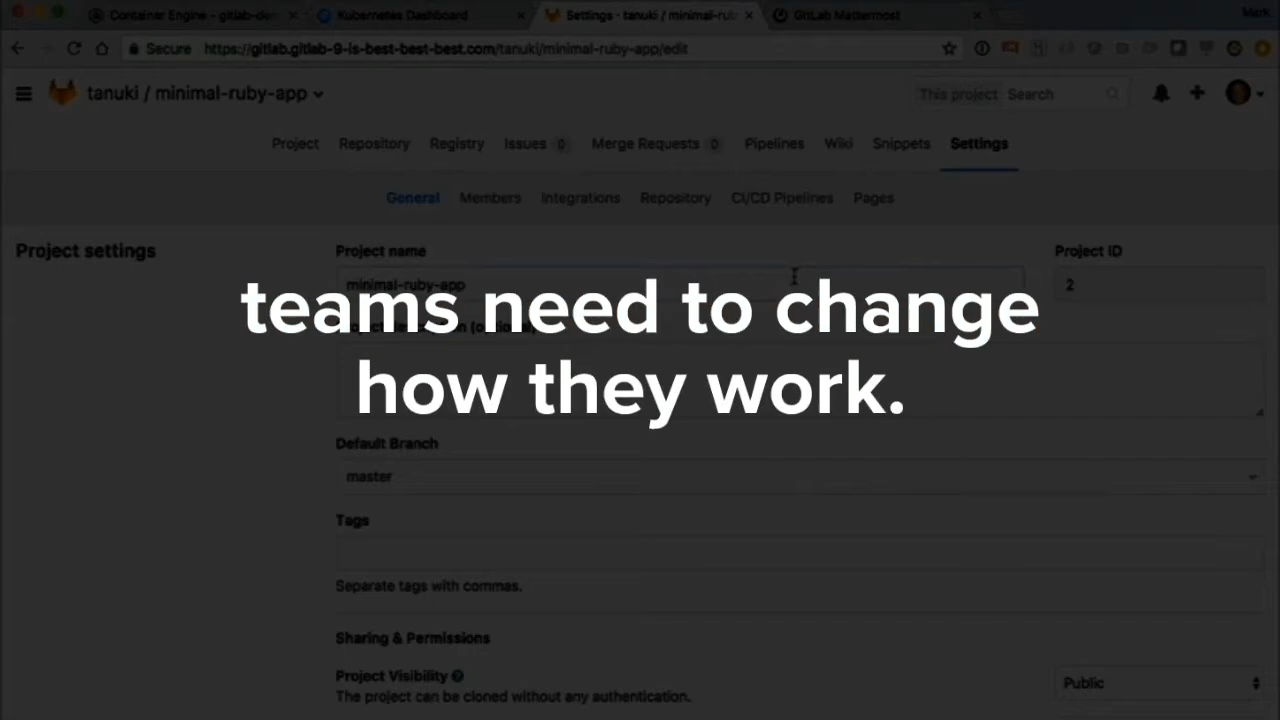 Container Engine - gitlab-de
Kubernetes Dashboard
Settings · tanuki / minimal-rub
GitLab Mattermost
Mark
Secure https://gitlab.gitlab-9-is-best-best-best.com/tanuki/minimal-ruby-app/edit
tanuki / minimal-ruby-app
This project Search
Project Repository Registry Issues 0 Merge Requests 0 Pipelines Wiki Snippets Settings
General Members Integrations Repository CI/CD Pipelines Pages
Project settings
Project name
Project ID
minimal-ruby-app
2
teams need to change
how they work.
Default Branch
master
Tags
Separate tags with commas.
Sharing & Permissions
Project Visibility
The project can be cloned without any authentication.
Public